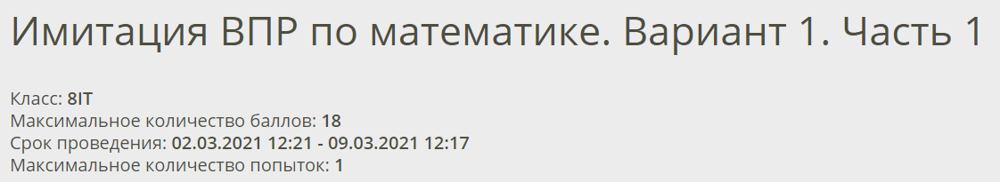 Имитация ВПР по математике. Вариант 1. Часть 1
Класс: 8IT
Максимальное количество баллов: 18
Срок проведения: 02.03.2021 12:21 - 09.03.2021 12:17
Максимальное количество попыток: 1